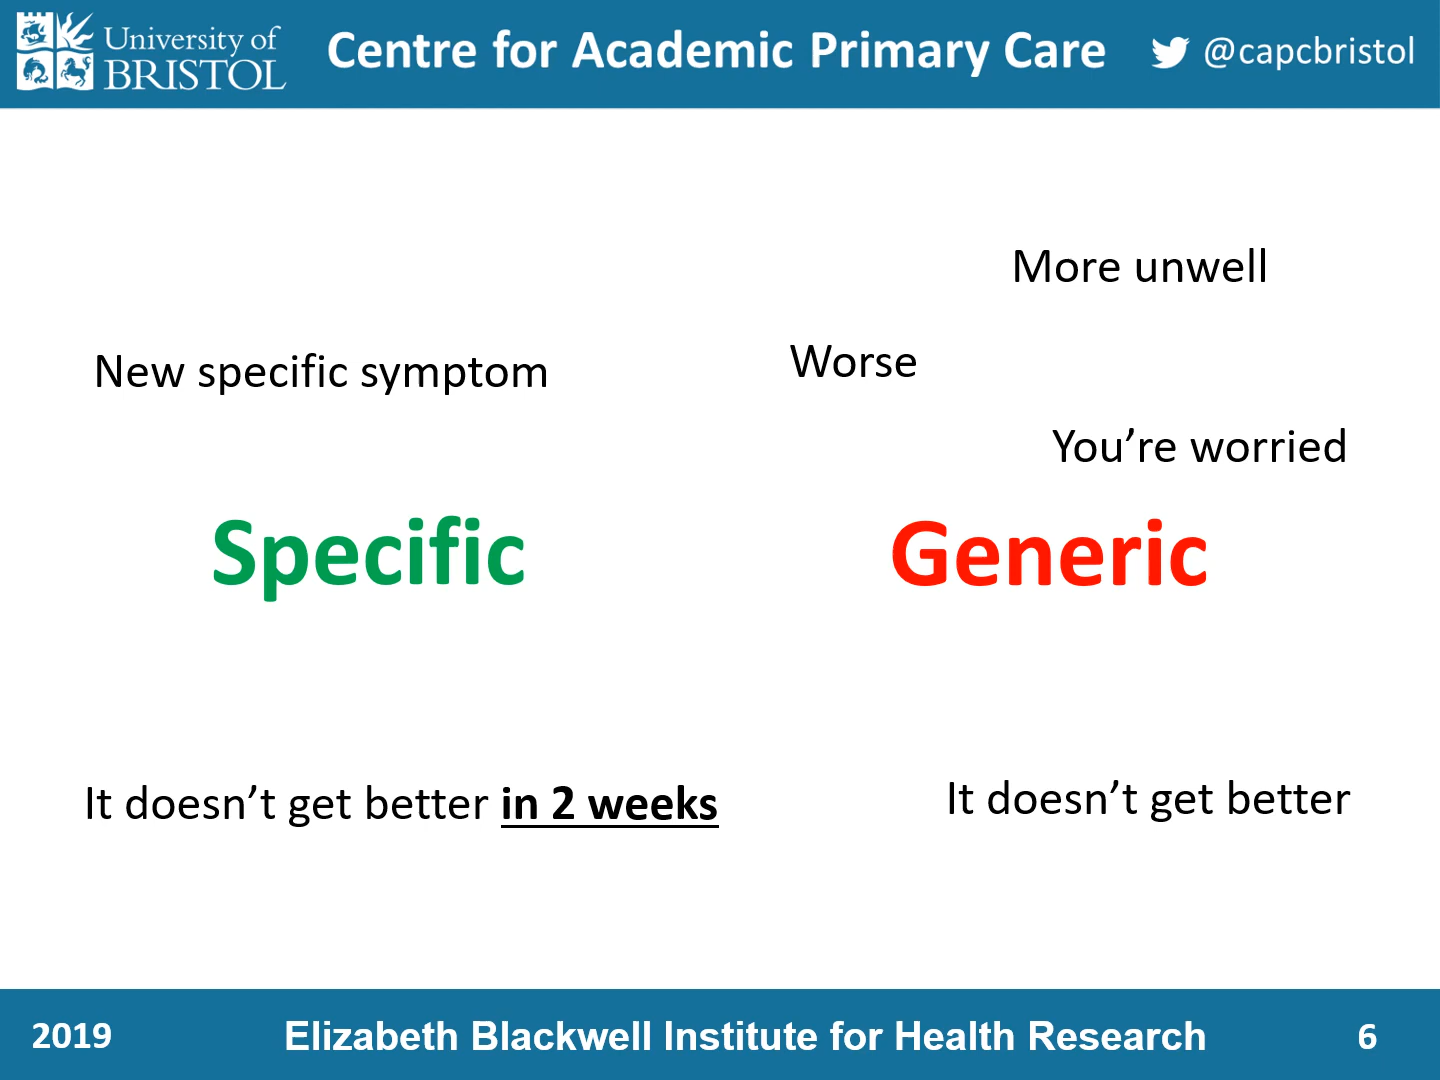 University of
BRISTOL
Centre for Academic Primary Care
@capcbristol
More unwell
Worse
New specific symptom
You’re worried
Specific
Generic
It doesn’t get better in 2 weeks
It doesn’t get better
2019
Elizabeth Blackwell Institute for Health Research
6